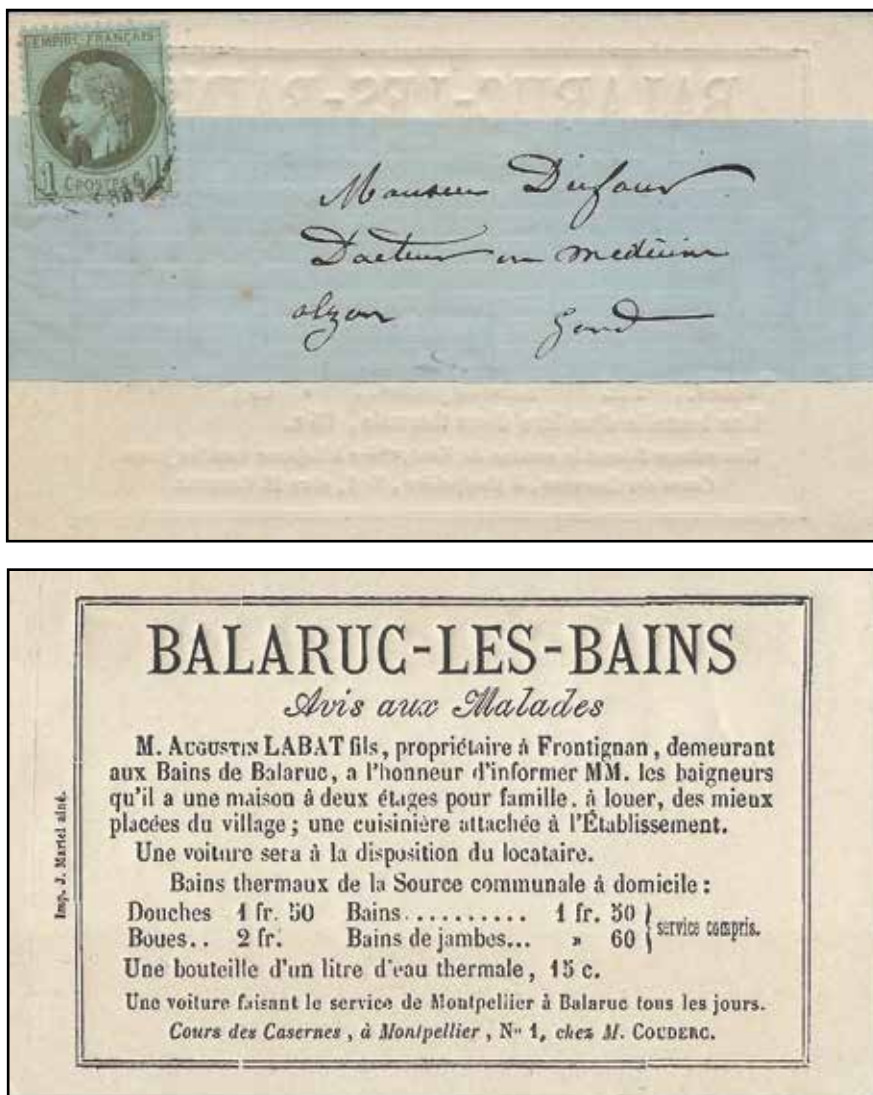 EMPIRE FRANÇAIS
1 C POSTES 1
Monsieur Dufour
Docteur en médecine
alzon Gard
BALARUC-LES-BAINS
Avis aux Malades
M. AUGUSTIN LABAT fils, propriétaire à Frontignan, demeurant
aux Bains de Balaruc, a l'honneur d'informer MM. les baigneurs
qu'il a une maison à deux étages pour famille, à louer, des mieux
placées du village; une cuisinière attachée à l'Établissement.
Une voiture sera à la disposition du locataire.
Bains thermaux de la Source communale à domicile :
Douches 1 fr. 50 Bains.......... 1 fr. 50
Boues.. 2 fr. Bains de jambes... » 60
service compris.
Une bouteille d'un litre d'eau thermale, 15 c.
Une voiture faisant le service de Montpellier à Balaruc tous les jours.
Cours des Casernes, à Montpellier, N° 1, chez M. COUDERC.
Imp. J. Martel aîné.